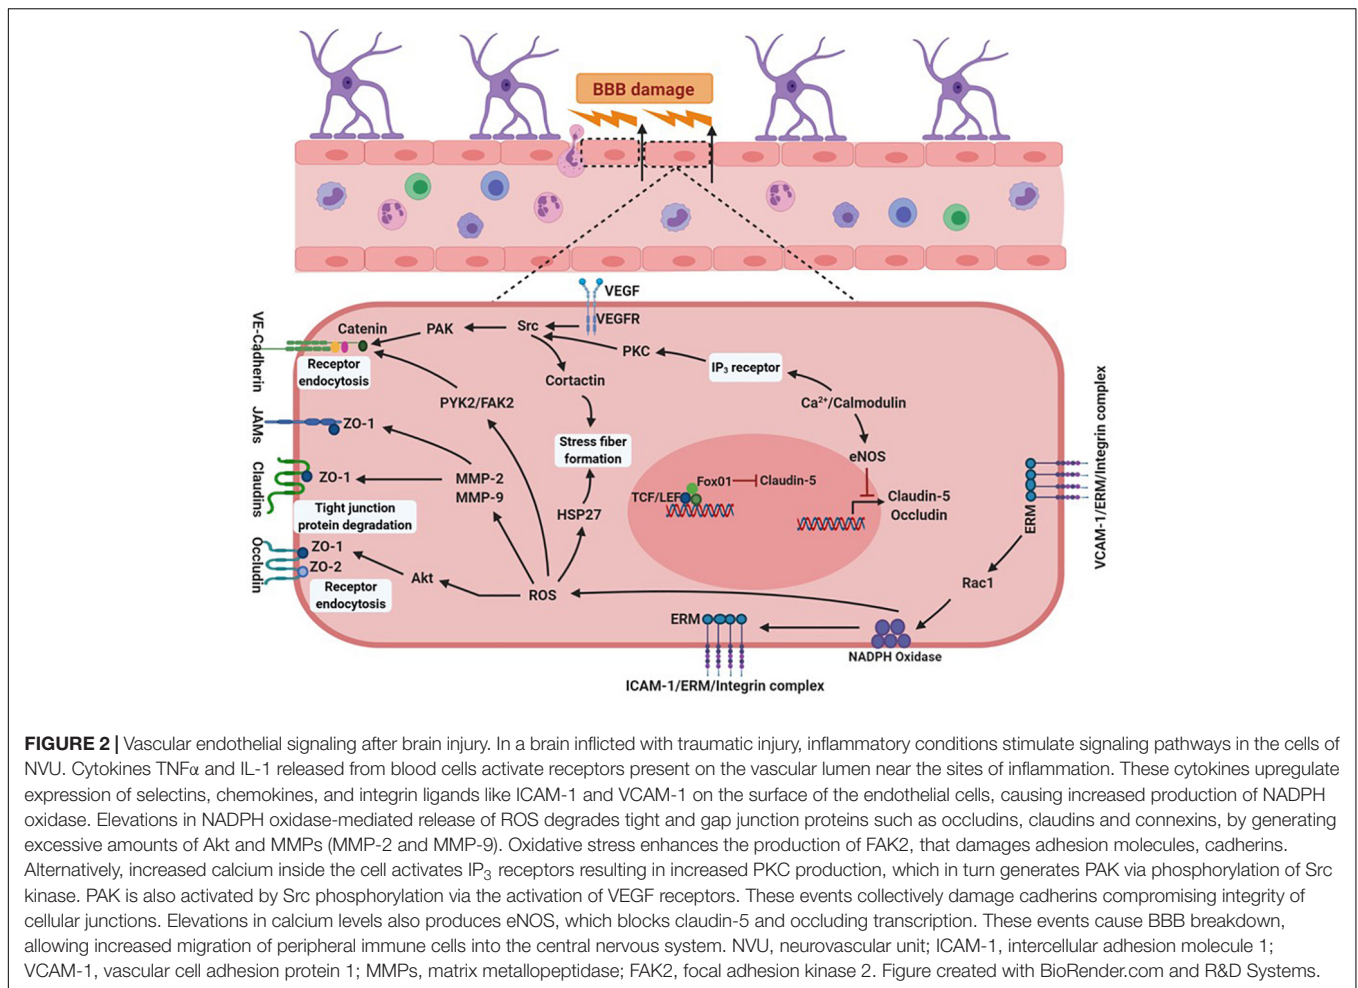 BBB damage
VEGF
VEGFR
VE-Cadherin
Catenin
PAK
Src
PKC
IP₃ receptor
Receptor
endocytosis
Cortactin
Ca²⁺/Calmodulin
PYK2/FAK2
JAMs
ZO-1
Stress fiber
formation
eNOS
Claudins
ZO-1
MMP-2
MMP-9
Fox01
Claudin-5
TCF/LEF
Claudin-5
Occludin
Tight junction
protein degradation
HSP27
ERM
VCAM-1/ERM/Integrin complex
Occludin
ZO-1
ZO-2
Akt
Receptor
endocytosis
ROS
Rac1
ERM
NADPH Oxidase
ICAM-1/ERM/Integrin complex
FIGURE 2 | Vascular endothelial signaling after brain injury. In a brain inflicted with traumatic injury, inflammatory conditions stimulate signaling pathways in the cells of
NVU. Cytokines TNFα and IL-1 released from blood cells activate receptors present on the vascular lumen near the sites of inflammation. These cytokines upregulate
expression of selectins, chemokines, and integrin ligands like ICAM-1 and VCAM-1 on the surface of the endothelial cells, causing increased production of NADPH
oxidase. Elevations in NADPH oxidase-mediated release of ROS degrades tight and gap junction proteins such as occludins, claudins and connexins, by generating
excessive amounts of Akt and MMPs (MMP-2 and MMP-9). Oxidative stress enhances the production of FAK2, that damages adhesion molecules, cadherins.
Alternatively, increased calcium inside the cell activates IP₃ receptors resulting in increased PKC production, which in turn generates PAK via phosphorylation of Src
kinase. PAK is also activated by Src phosphorylation via the activation of VEGF receptors. These events collectively damage cadherins compromising integrity of
cellular junctions. Elevations in calcium levels also produces eNOS, which blocks claudin-5 and occluding transcription. These events cause BBB breakdown,
allowing increased migration of peripheral immune cells into the central nervous system. NVU, neurovascular unit; ICAM-1, intercellular adhesion molecule 1;
VCAM-1, vascular cell adhesion protein 1; MMPs, matrix metallopeptidase; FAK2, focal adhesion kinase 2. Figure created with BioRender.com and R&D Systems.